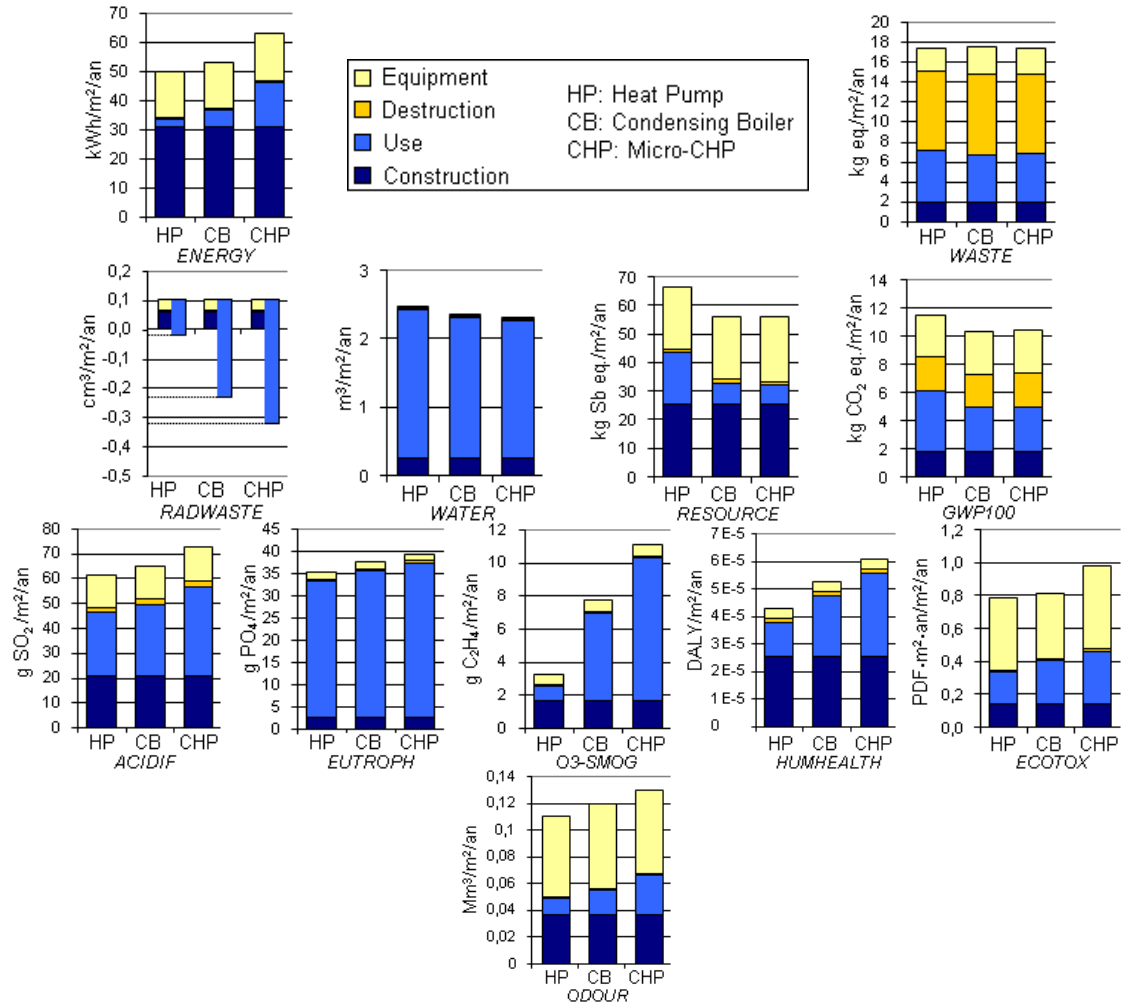 kWh/m²/an
70
60
50
40
30
20
10
0
HP CB CHP
ENERGY
Equipment
Destruction
Use
Construction
HP: Heat Pump
CB: Condensing Boiler
CHP: Micro-CHP
kg eq./m²/an
20
18
16
14
12
10
8
6
4
2
0
HP CB CHP
WASTE
cm³/m²/an
0,2
0,1
0,0
-0,1
-0,2
-0,3
-0,4
-0,5
HP CB CHP
RADWASTE
m³/m²/an
3
2
1
0
HP CB CHP
WATER
kg Sb eq./m²/an
70
60
50
40
30
20
10
0
HP CB CHP
RESOURCE
kg CO₂ eq./m²/an
14
12
10
8
6
4
2
0
HP CB CHP
GWP100
g SO₂/m²/an
80
70
60
50
40
30
20
10
0
HP CB CHP
ACIDIF
g PO₄/m²/an
45
40
35
30
25
20
15
10
5
0
HP CB CHP
EUTROPH
g C₂H₄/m²/an
12
10
8
6
4
2
0
HP CB CHP
O3-SMOG
DALY/m²/an
7E-5
6E-5
5E-5
4E-5
3E-5
2E-5
1E-5
0
HP CB CHP
HUMHEALTH
PDF·m²·an/m²/an
1,2
1,0
0,8
0,6
0,4
0,2
0,0
HP CB CHP
ECOTOX
Mm³/m²/an
0,14
0,12
0,1
0,08
0,06
0,04
0,02
0
HP CB CHP
ODOUR